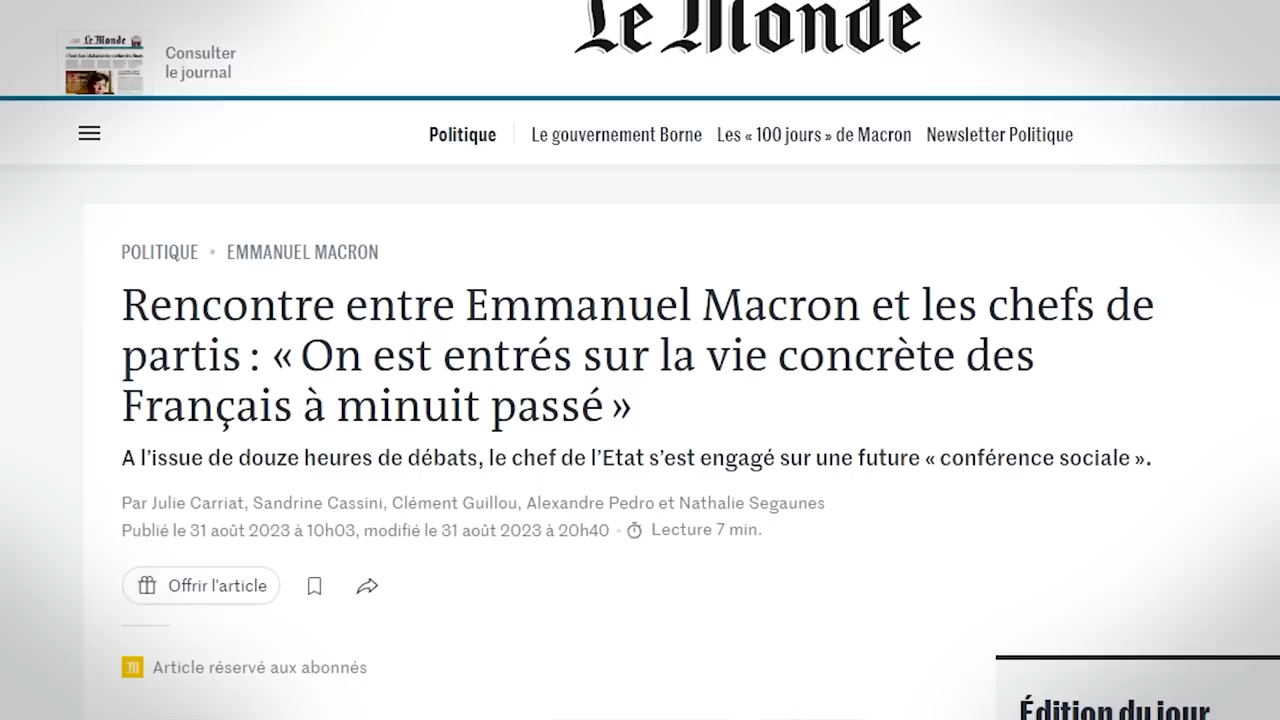 Le Monde
Le Monde
Consulter
le journal
Politique
Le gouvernement Borne
Les « 100 jours » de Macron
Newsletter Politique
POLITIQUE • EMMANUEL MACRON
Rencontre entre Emmanuel Macron et les chefs de
partis : « On est entrés sur la vie concrète des
Français à minuit passé »
A l’issue de douze heures de débats, le chef de l’Etat s’est engagé sur une future « conférence sociale ».
Par Julie Carriat, Sandrine Cassini, Clément Guillou, Alexandre Pedro et Nathalie Segaunes
Publié le 31 août 2023 à 10h03, modifié le 31 août 2023 à 20h40 • Lecture 7 min.
Offrir l’article
Article réservé aux abonnés
Édition du jour